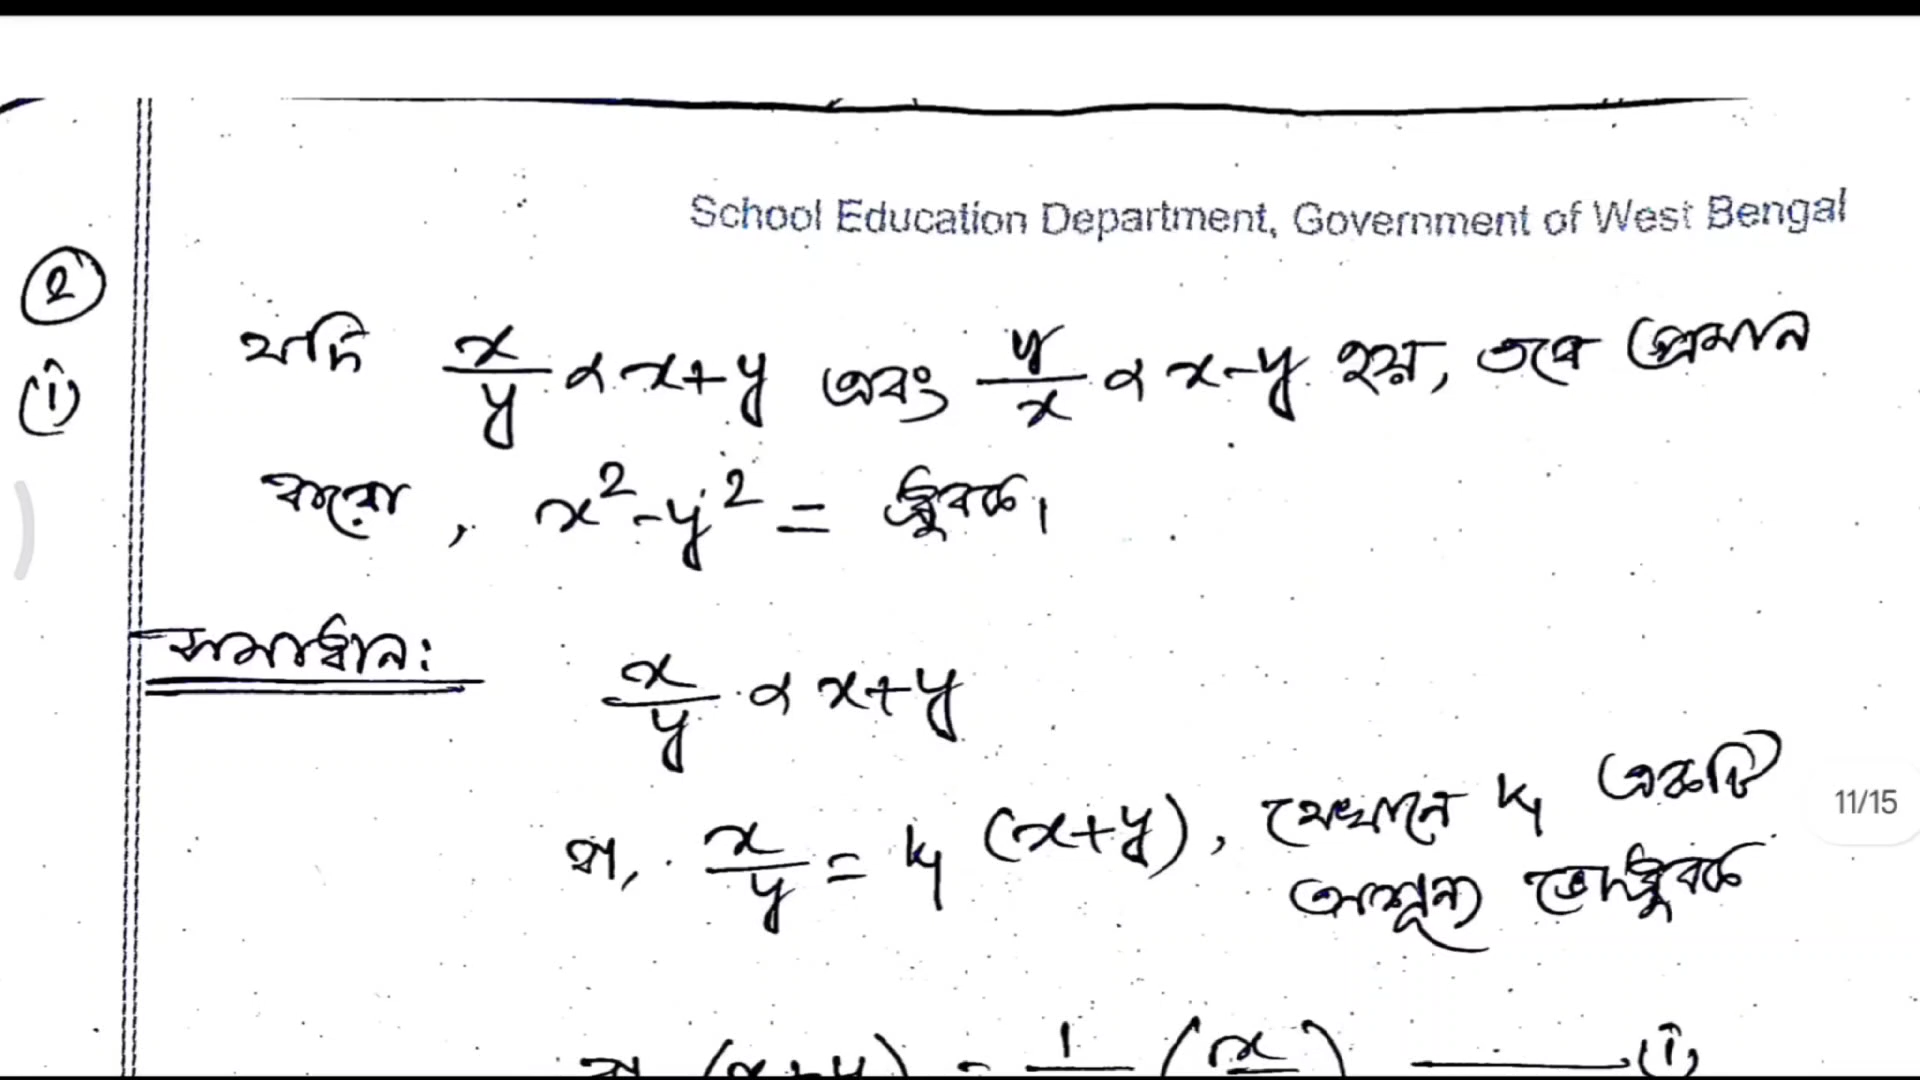 School Education Department, Government of West Bengal
② (i) যদি x/y ∝ x+y এবং y/x ∝ x-y হয়, তবে প্রমান
করো, x² - y² = ধ্রুবক।
সমাধান: x/y ∝ x+y
বা, x/y = k₁ (x+y), যেখানে k₁ একটি
অশূন্য ভেদধ্রুবক
11/15
বা (x+y) = 1 (x) —— (i)